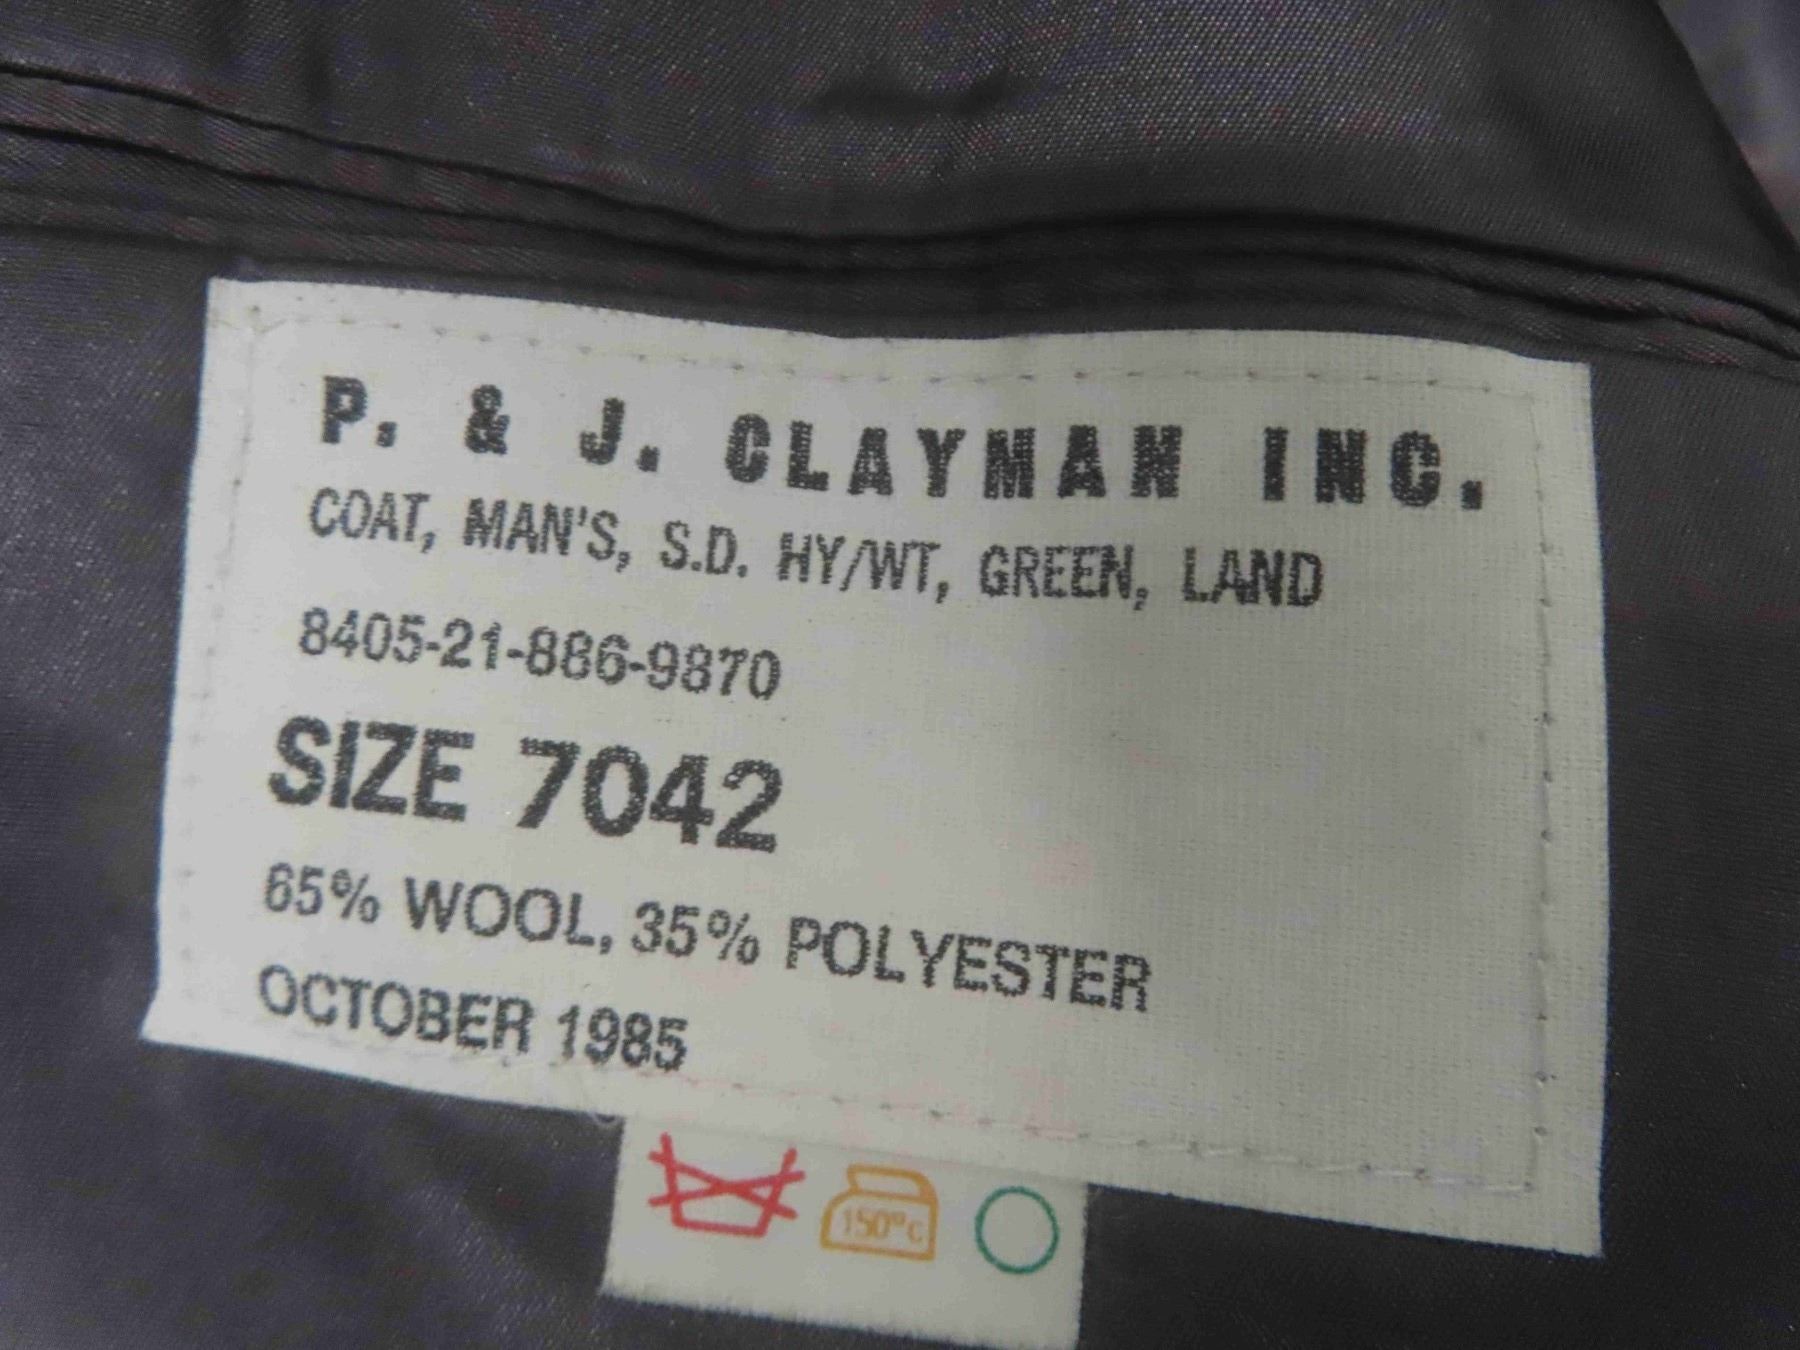 P. & J. CLAYMAN INC.
COAT, MAN'S, S.D. HY/WT, GREEN, LAND
8405-21-886-9870
SIZE 7042
65% WOOL, 35% POLYESTER
OCTOBER 1985
150°C